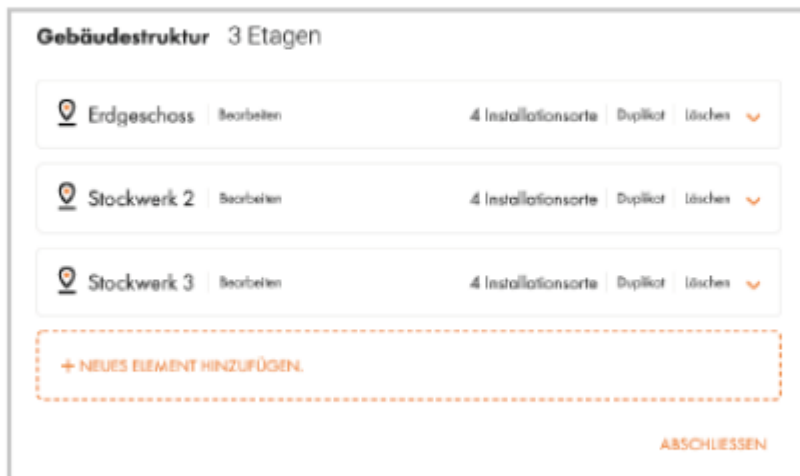 Gebäudestruktur 3 Etagen
Erdgeschoss Bearbeiten 4 Installationsorte Duplikat Löschen
Stockwerk 2 Bearbeiten 4 Installationsorte Duplikat Löschen
Stockwerk 3 Bearbeiten 4 Installationsorte Duplikat Löschen
+ NEUES ELEMENT HINZUFÜGEN.
ABSCHLIESSEN